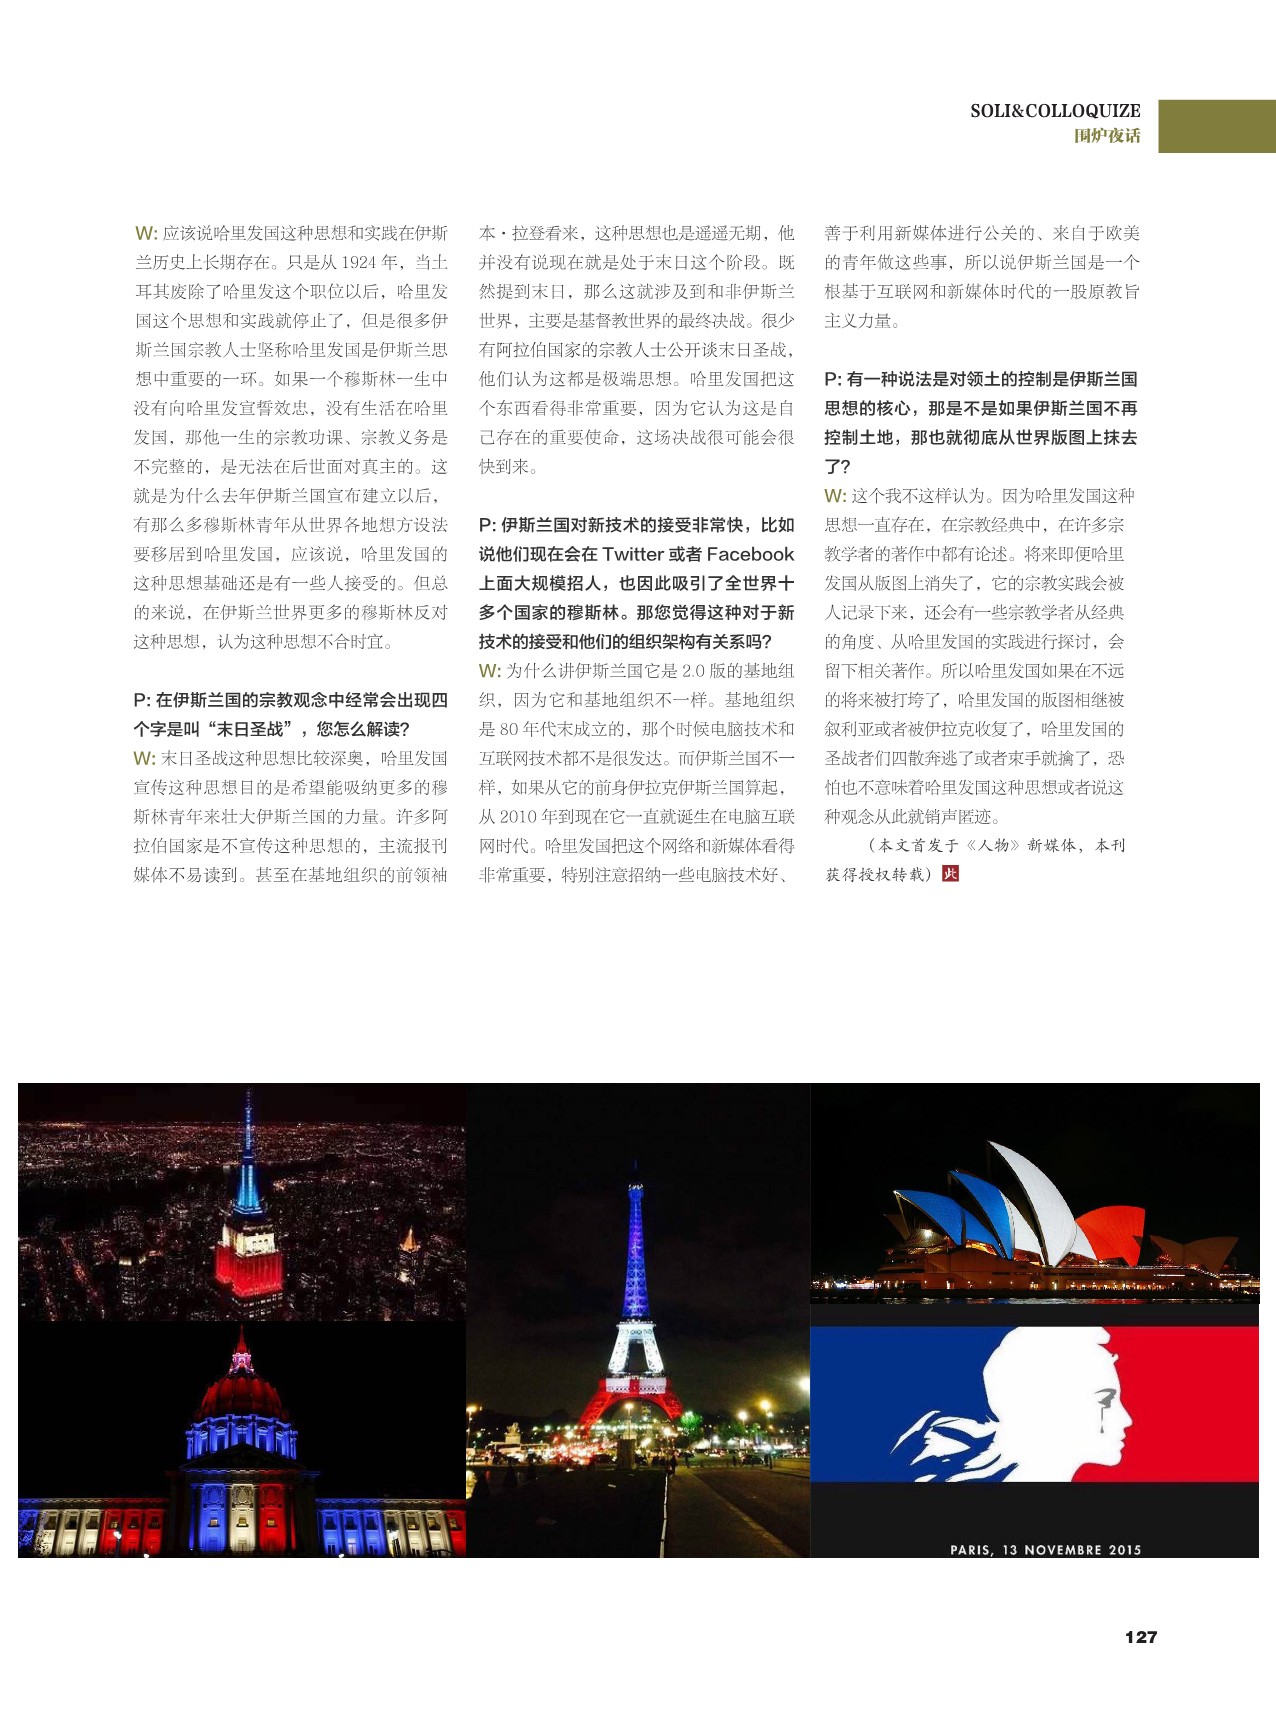 SOLI&COLLOQUIZE
围炉夜话
W: 应该说哈里发国这种思想和实践在伊斯
兰历史上长期存在。只是从 1924 年，当土
耳其废除了哈里发这个职位以后，哈里发
国这个思想和实践就停止了，但是很多伊
斯兰国宗教人士坚称哈里发国是伊斯兰思
想中重要的一环。如果一个穆斯林一生中
没有向哈里发宣誓效忠，没有生活在哈里
发国，那他一生的宗教功课、宗教义务是
不完整的，是无法在后世面对真主的。这
就是为什么去年伊斯兰国宣布建立以后，
有那么多穆斯林青年从世界各地想方设法
要移居到哈里发国，应该说，哈里发国的
这种思想基础还是有一些人接受的。但总
的来说，在伊斯兰世界更多的穆斯林反对
这种思想，认为这种思想不合时宜。
P: 在伊斯兰国的宗教观念中经常会出现四
个字是叫“末日圣战”，您怎么解读？
W: 末日圣战这种思想比较深奥，哈里发国
宣传这种思想目的是希望能吸纳更多的穆
斯林青年来壮大伊斯兰国的力量。许多阿
拉伯国家是不宣传这种思想的，主流报刊
媒体不易读到。甚至在基地组织的前领袖
本·拉登看来，这种思想也是遥遥无期，他
并没有说现在就是处于末日这个阶段。既
然提到末日，那么这就涉及到和非伊斯兰
世界，主要是基督教世界的最终决战。很少
有阿拉伯国家的宗教人士公开谈末日圣战，
他们认为这都是极端思想。哈里发国把这
个东西看得非常重要，因为它认为这是自
己存在的重要使命，这场决战很可能会很
快到来。
P: 伊斯兰国对新技术的接受非常快，比如
说他们现在会在 Twitter 或者 Facebook
上面大规模招人，也因此吸引了全世界十
多个国家的穆斯林。那您觉得这种对于新
技术的接受和他们的组织架构有关系吗？
W: 为什么讲伊斯兰国它是 2.0 版的基地组
织，因为它和基地组织不一样。基地组织
是 80 年代末成立的，那个时候电脑技术和
互联网技术都不是很发达。而伊斯兰国不一
样，如果从它的前身伊拉克伊斯兰国算起，
从 2010 年到现在它一直就诞生在电脑互联
网时代。哈里发国把这个网络和新媒体看得
非常重要，特别注意招纳一些电脑技术好、
善于利用新媒体进行公关的、来自于欧美
的青年做这些事，所以说伊斯兰国是一个
根基于互联网和新媒体时代的一股原教旨
主义力量。
P: 有一种说法是对领土的控制是伊斯兰国
思想的核心，那是不是如果伊斯兰国不再
控制土地，那也就彻底从世界版图上抹去
了？
W: 这个我不这样认为。因为哈里发国这种
思想一直存在，在宗教经典中，在许多宗
教学者的著作中都有论述。将来即便哈里
发国从版图上消失了，它的宗教实践会被
人记录下来，还会有一些宗教学者从经典
的角度、从哈里发国的实践进行探讨，会
留下相关著作。所以哈里发国如果在不远
的将来被打垮了，哈里发国的版图相继被
叙利亚或者被伊拉克收复了，哈里发国的
圣战者们四散奔逃了或者束手就擒了，恐
怕也不意味着哈里发国这种思想或者说这
种观念从此就销声匿迹。
（本文首发于《人物》新媒体，本刊
获得授权转载）此
PARIS, 13 NOVEMBRE 2015
127